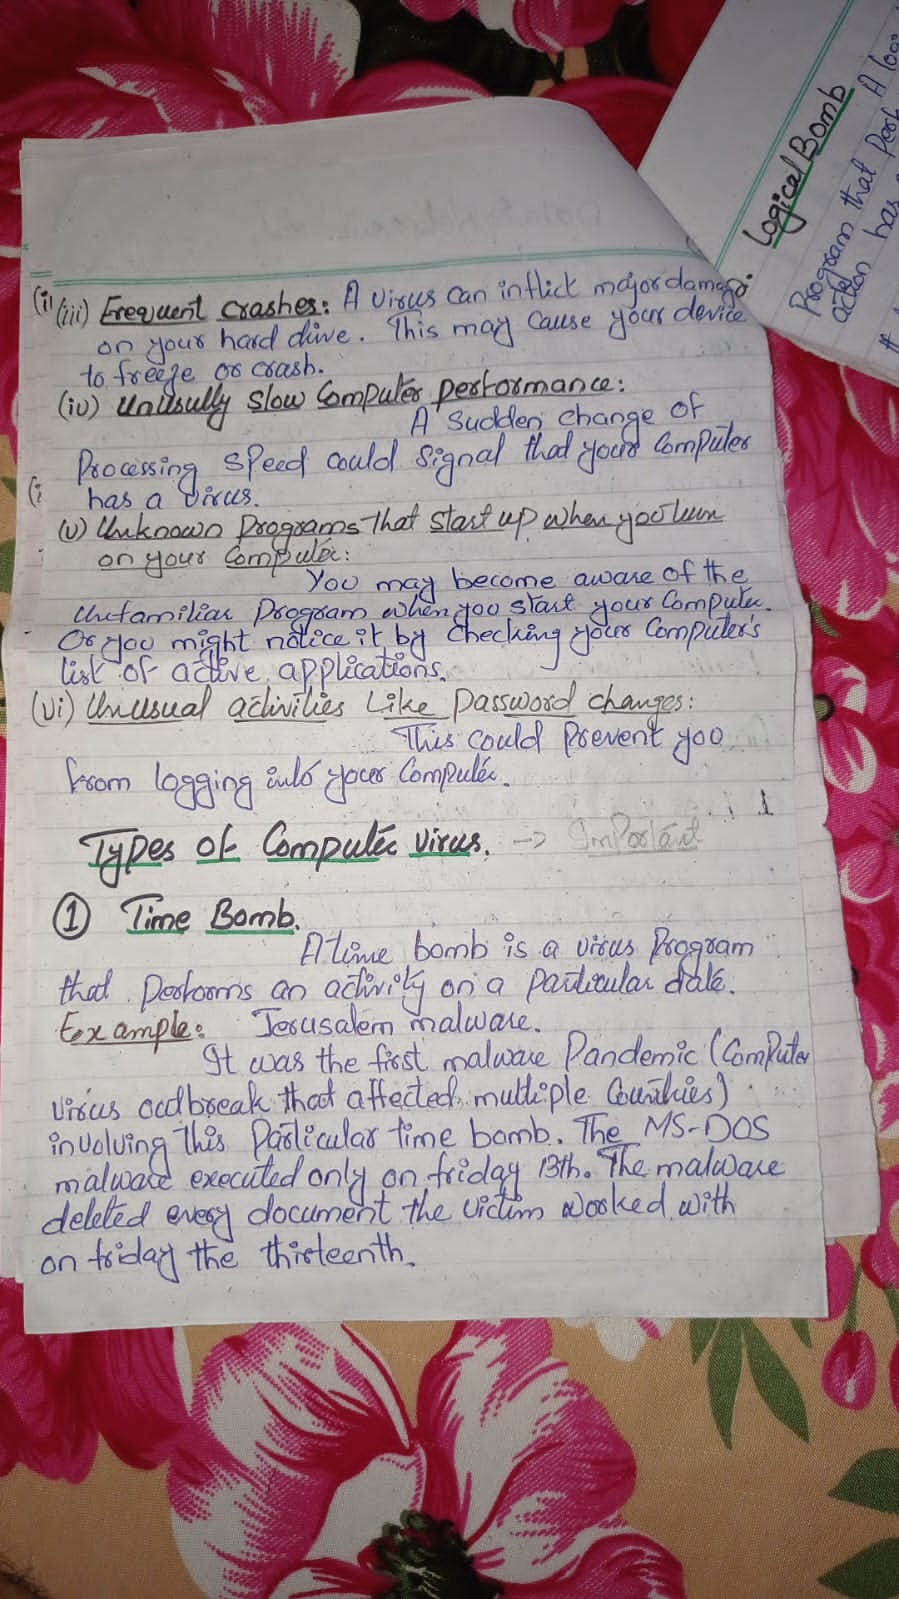 (iii) Frequent crashes: A virus can inflict major damage
on your hard dive. This may cause your device
to freeze or crash.
(iv) Unusully slow Computer performance:
A sudden change of
Processing speed could signal that your Computer
has a virus.
(v) Unknown programs that start up when you turn
on your Computer:
You may become aware of the
unfamiliar program when you start your Computer.
Or you might notice it by checking your Computer's
list of active applications.
(vi) Unusual activities Like password changes:
This could prevent you
from logging into your Computer.
Types of Computer virus. → Important
① Time Bomb.
A time bomb is a virus Program
that performs an activity on a particular date.
Example: Jerusalem malware.
It was the first malware Pandemic (Computer
virus outbreak that affected multiple Countries)
involving this Particular time bomb. The MS-DOS
malware executed only on friday 13th. The malware
deleted every document the victim worked with
on friday the thirteenth.
Logical Bomb
A
Program that
action has